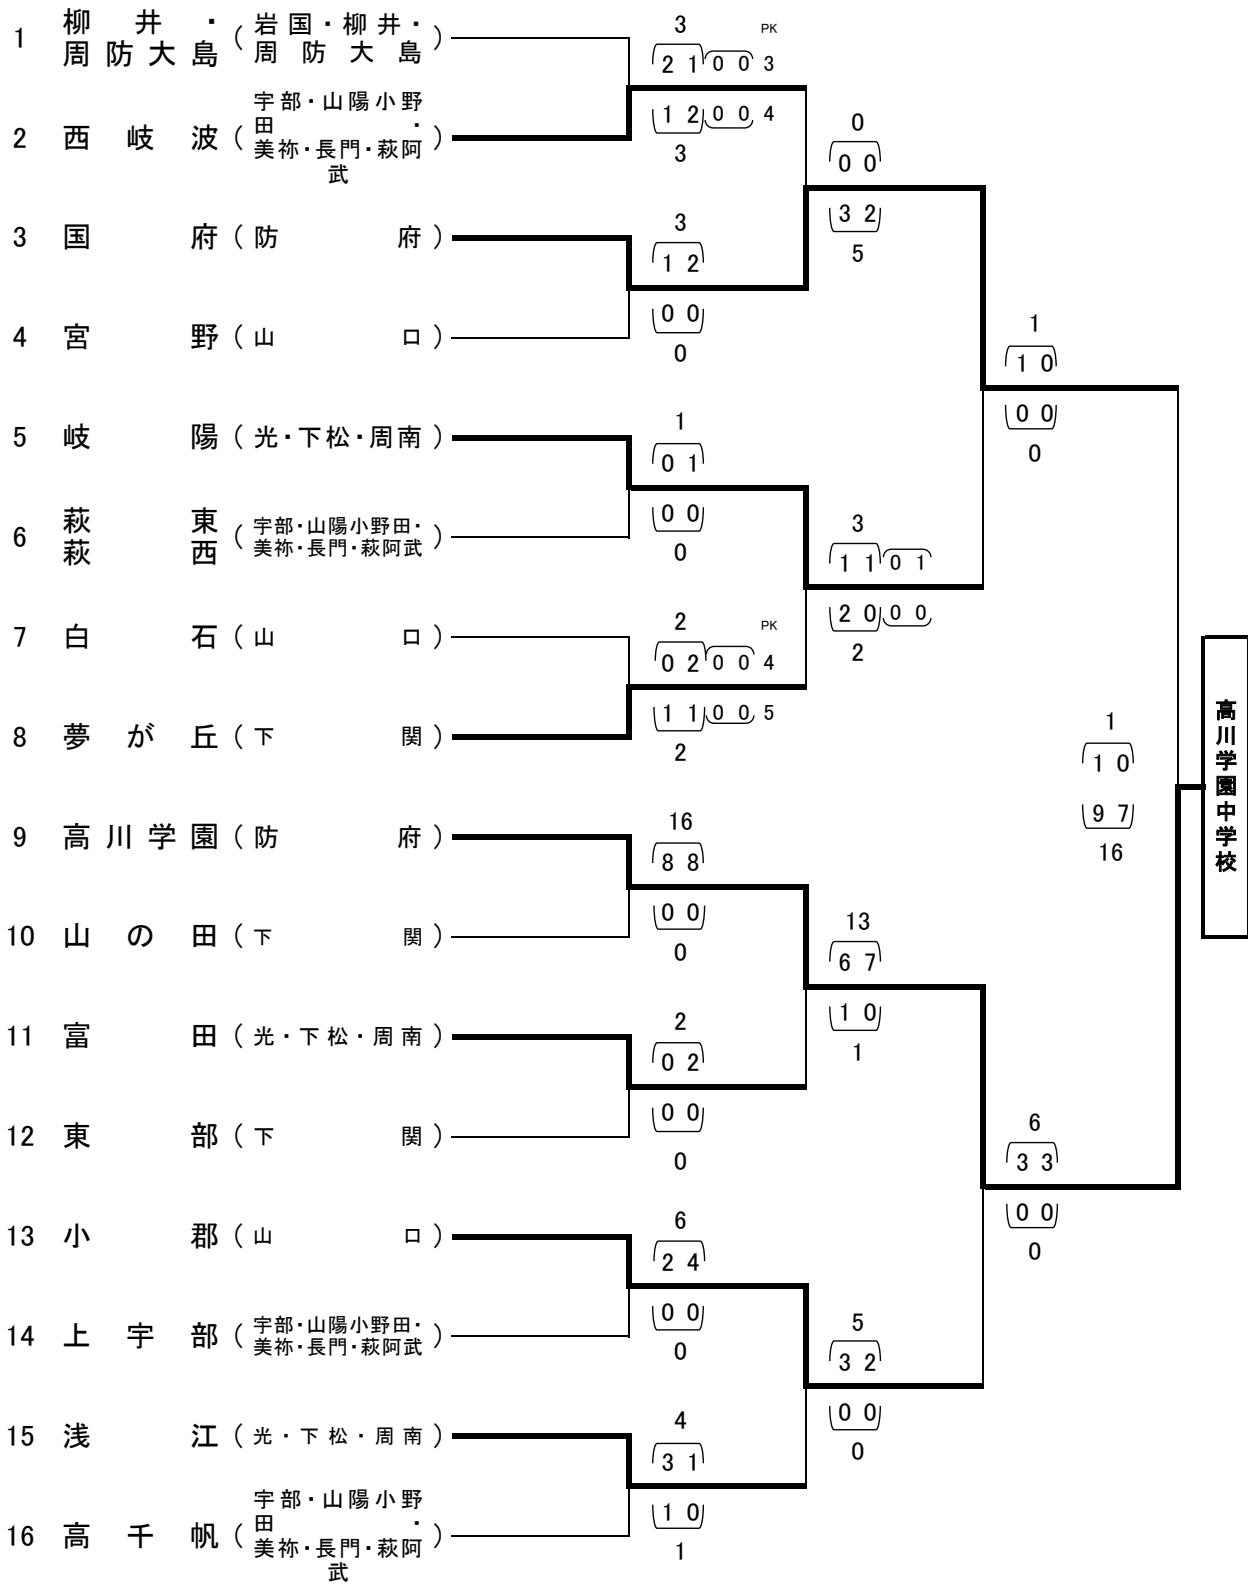 1 柳井・周防大島 （岩国・柳井・周防大島）
2 西岐波 （宇部・山陽小野田・美祢・長門・萩阿武）
3 国府 （防府）
4 宮野 （山口）
5 岐陽 （光・下松・周南）
6 萩東 萩西 （宇部・山陽小野田・美祢・長門・萩阿武）
7 白石 （山口）
8 夢が丘 （下関）
9 高川学園 （防府）
10 山の田 （下関）
11 富田 （光・下松・周南）
12 東部 （下関）
13 小郡 （山口）
14 上宇部 （宇部・山陽小野田・美祢・長門・萩阿武）
15 浅江 （光・下松・周南）
16 高千帆 （宇部・山陽小野田・美祢・長門・萩阿武）
3 PK
2 1 0 0 3
1 2 0 0 4
3
3
1 2
0 0
0
1
0 1
0 0
0
2 PK
0 2 0 0 4
1 1 0 0 5
2
16
8 8
0 0
0
2
0 2
0 0
0
6
2 4
0 0
0
4
3 1
1 0
1
0
0 0
3 2
5
3
1 1 0 1
2 0 0 0
2
13
6 7
1 0
1
5
3 2
0 0
0
1
1 0
0 0
0
6
3 3
0 0
0
1
1 0
9 7
16
高川学園中学校